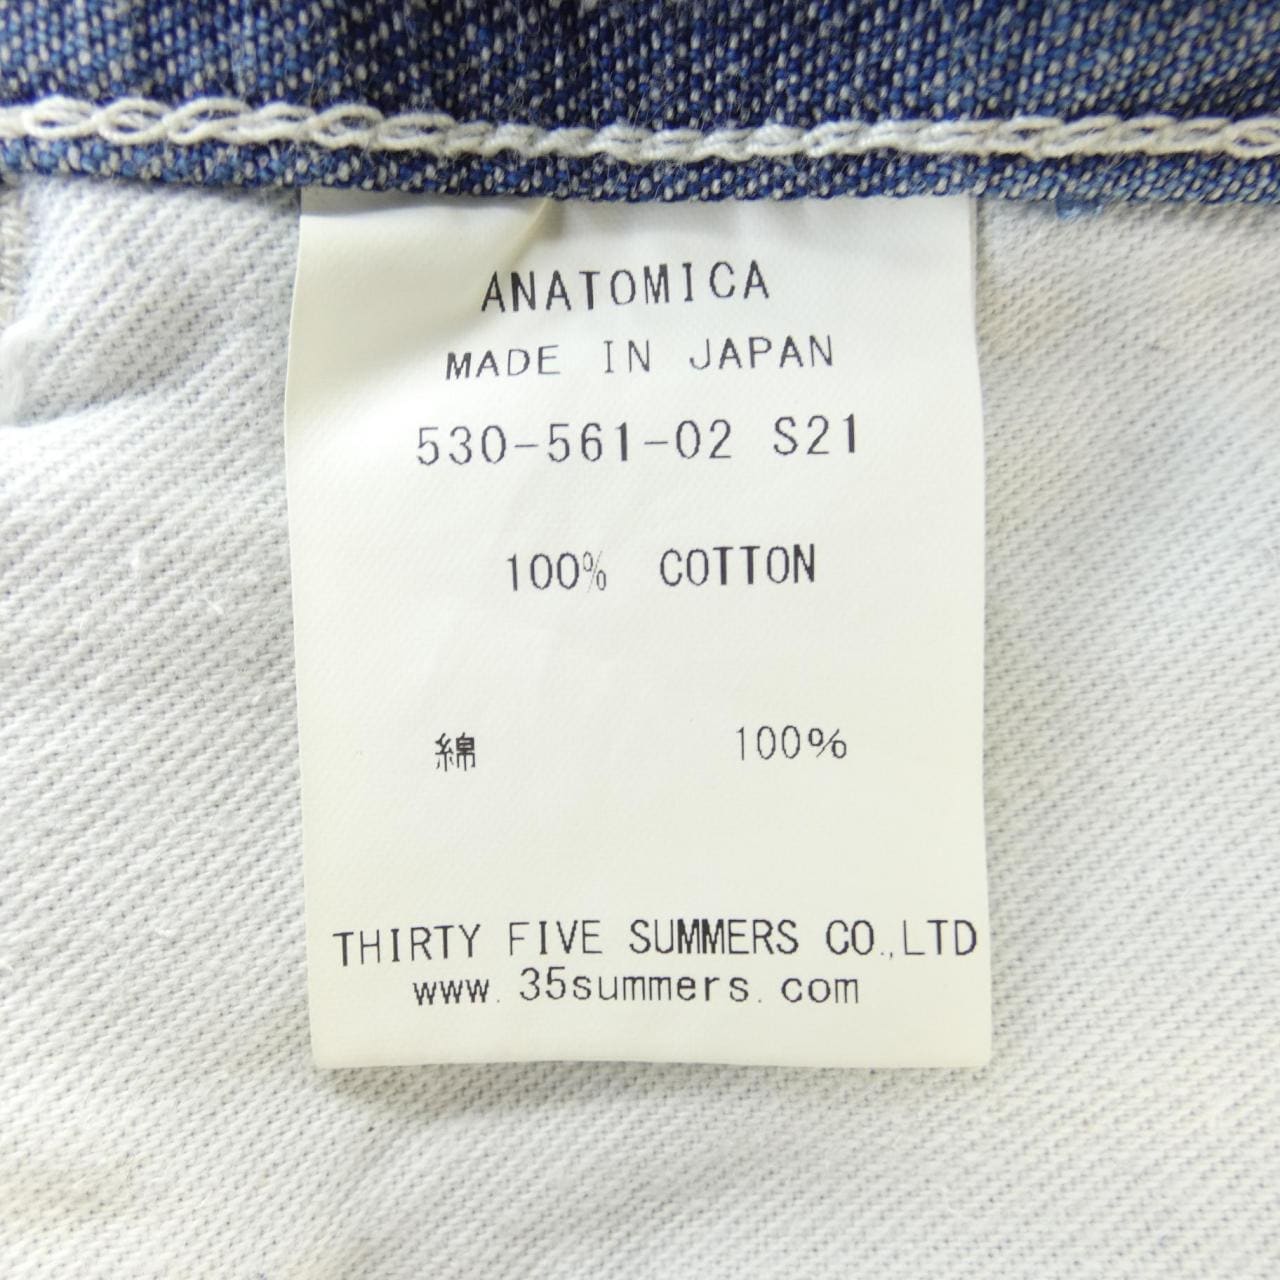 ANATOMICA
MADE IN JAPAN
530-561-02 S21
100% COTTON
綿 100%
THIRTY FIVE SUMMERS CO.,LTD
www.35summers.com